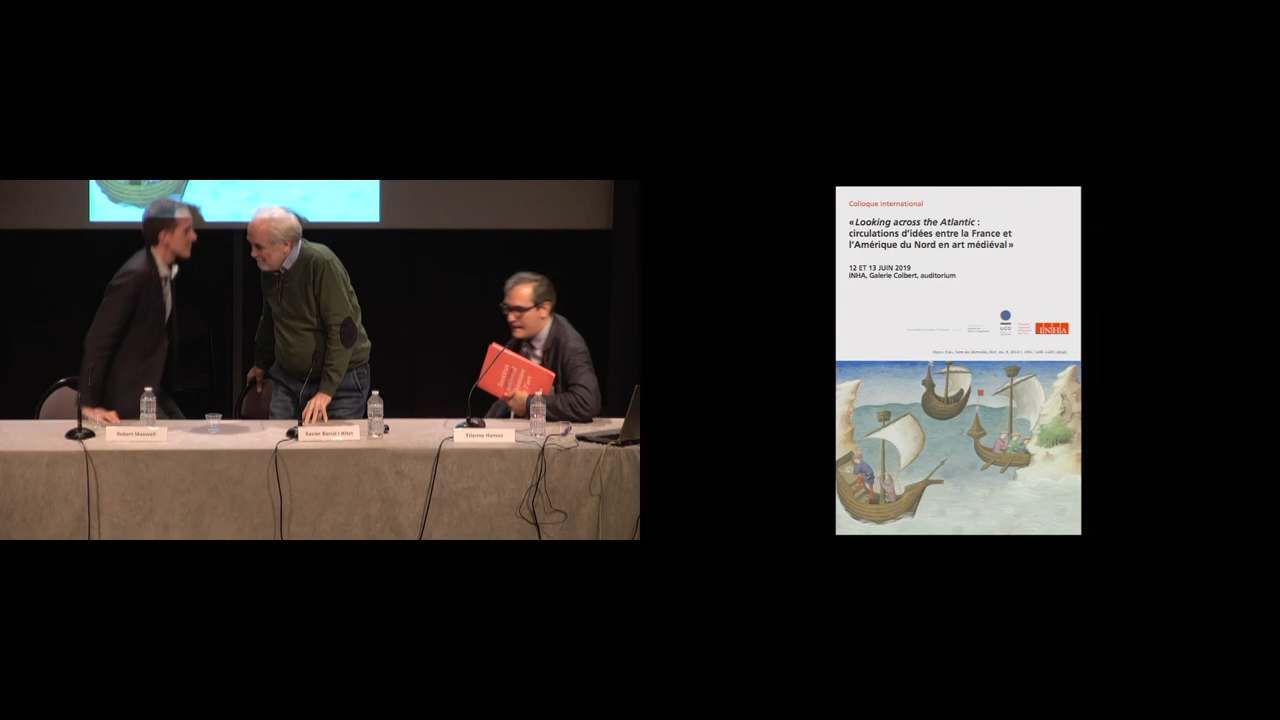 Robert Maxwell
Xavier Barral i Altet
Etienne Hamon
Colloque international
«Looking across the Atlantic :
circulations d'idées entre la France et
l'Amérique du Nord en art médiéval»
12 ET 13 JUIN 2019
INHA, Galerie Colbert, auditorium
INHA